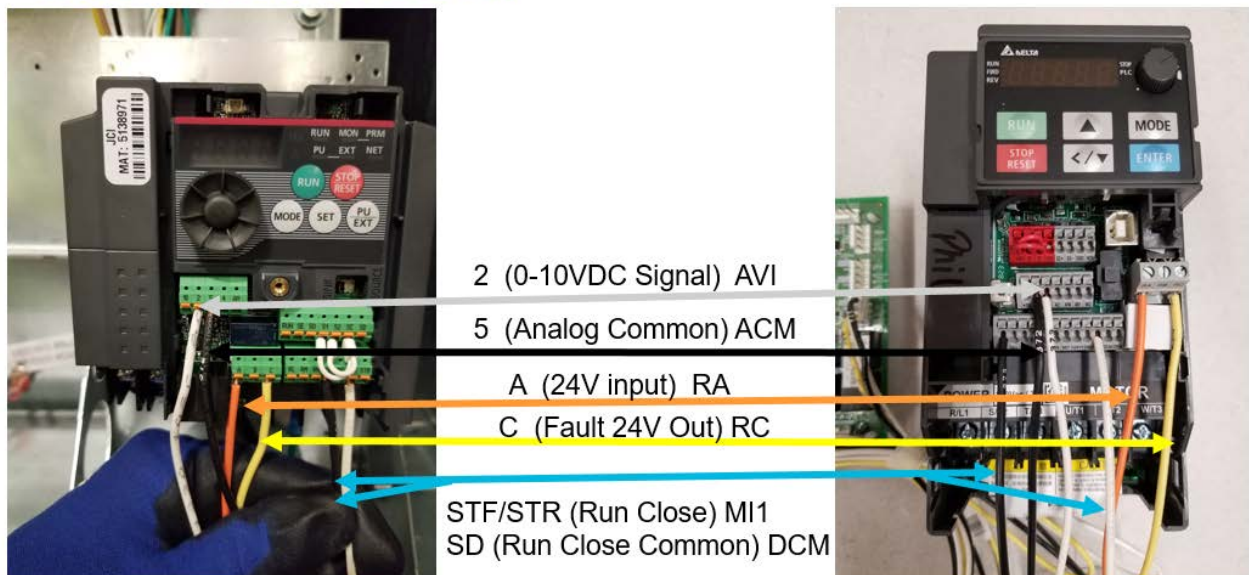 JCI
MAT: 5138971
RUN MON PRM
PU EXT NET
RUN
STOP
RESET
MODE
SET
PU
EXT
2 (0-10VDC Signal) AVI
5 (Analog Common) ACM
A (24V input) RA
C (Fault 24V Out) RC
STF/STR (Run Close) MI1
SD (Run Close Common) DCM
DELTA
RUN
FWD
REV
STOP
PLC
RUN
MODE
STOP
RESET
ENTER
POWER
MOTOR
R/L1
U/T1
W/T3